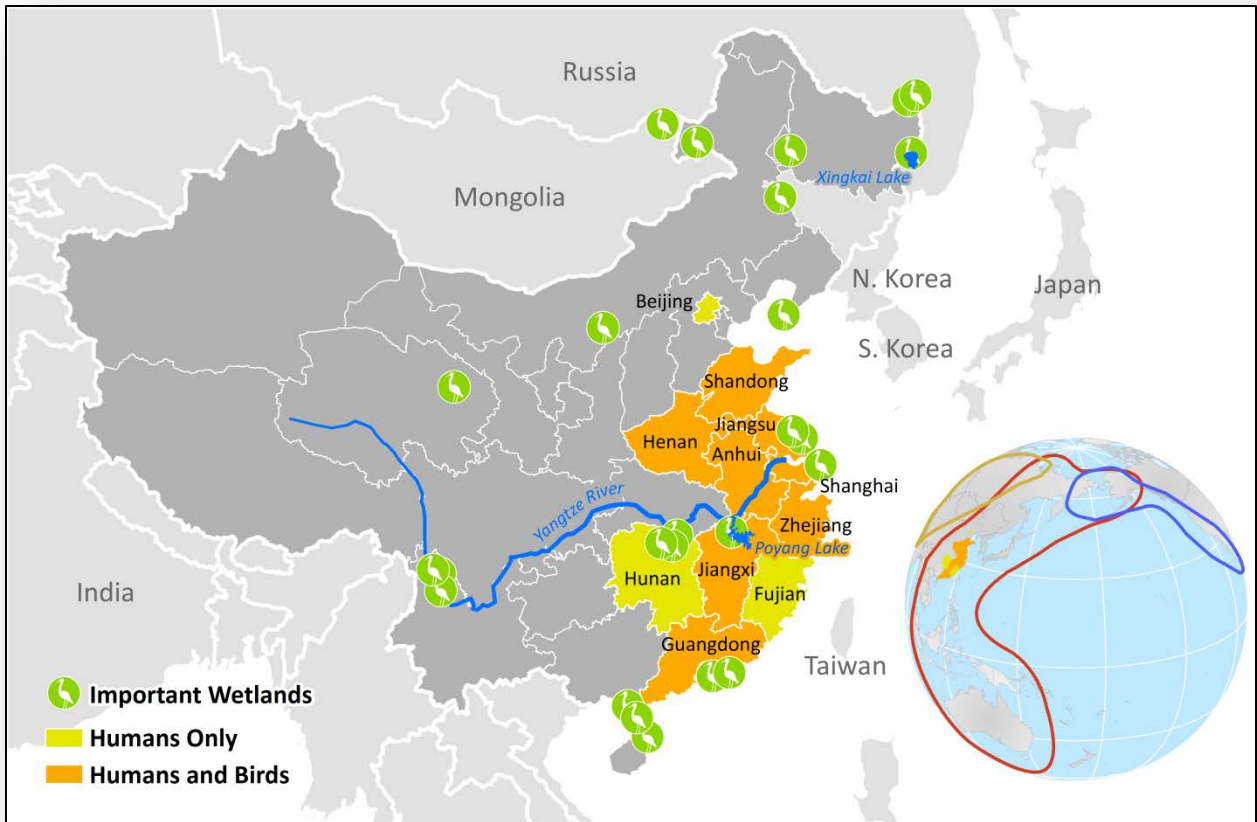 Russia
Xingkai Lake
Mongolia
N. Korea
Japan
Beijing
S. Korea
Shandong
Jiangsu
Henan
Anhui
Shanghai
Yangtze River
Zhejiang
Poyang Lake
Jiangxi
Hunan
India
Fujian
Guangdong
Taiwan
Important Wetlands
Humans Only
Humans and Birds